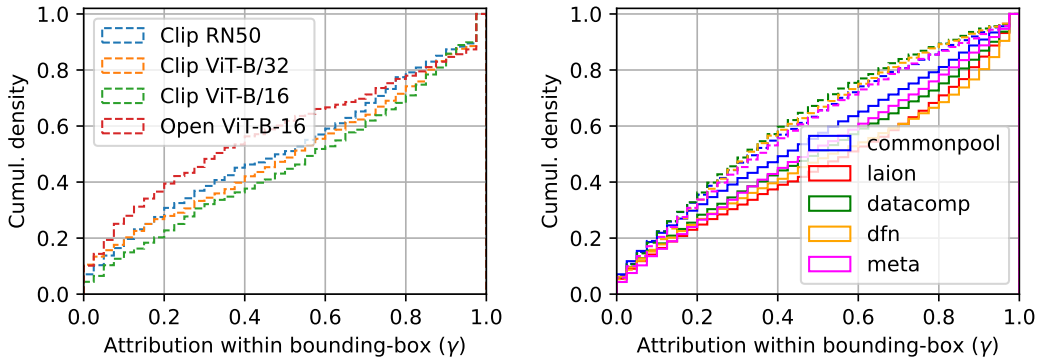 Cumul. density
1.0
0.8
0.6
0.4
0.2
0.0
Clip RN50
Clip ViT-B/32
Clip ViT-B/16
Open ViT-B-16
0.0 0.2 0.4 0.6 0.8 1.0
Attribution within bounding-box (γ)
Cumul. density
1.0
0.8
0.6
0.4
0.2
0.0
commonpool
laion
datacomp
dfn
meta
0.0 0.2 0.4 0.6 0.8 1.0
Attribution within bounding-box (γ)